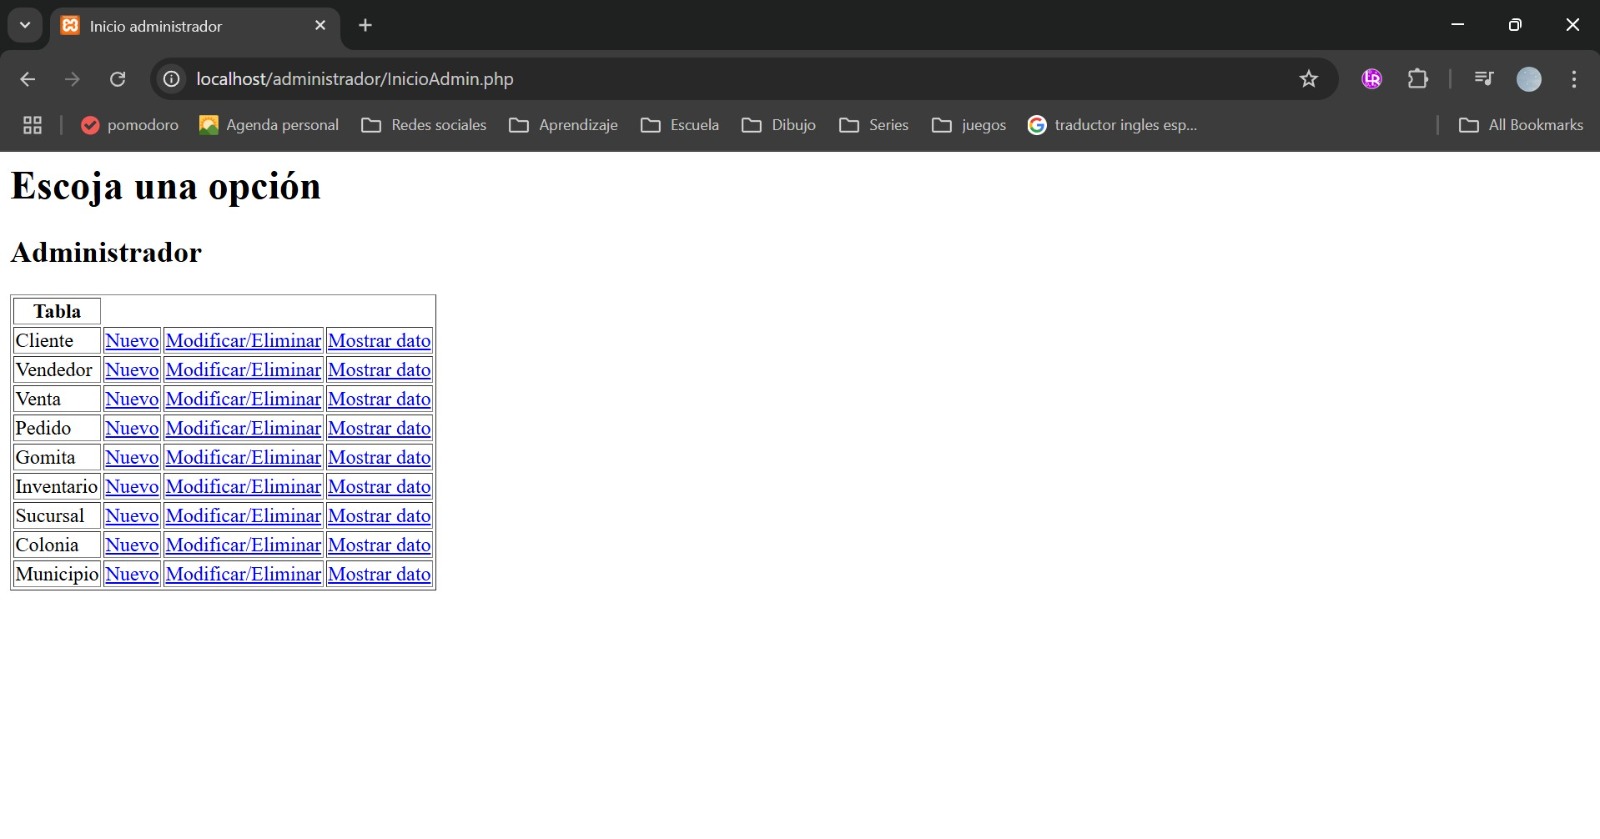 Inicio administrador
localhost/administrador/InicioAdmin.php
pomodoro Agenda personal Redes sociales Aprendizaje Escuela Dibujo Series juegos traductor ingles esp... All Bookmarks
Escoja una opción
Administrador
Tabla
Cliente Nuevo Modificar/Eliminar Mostrar dato
Vendedor Nuevo Modificar/Eliminar Mostrar dato
Venta Nuevo Modificar/Eliminar Mostrar dato
Pedido Nuevo Modificar/Eliminar Mostrar dato
Gomita Nuevo Modificar/Eliminar Mostrar dato
Inventario Nuevo Modificar/Eliminar Mostrar dato
Sucursal Nuevo Modificar/Eliminar Mostrar dato
Colonia Nuevo Modificar/Eliminar Mostrar dato
Municipio Nuevo Modificar/Eliminar Mostrar dato